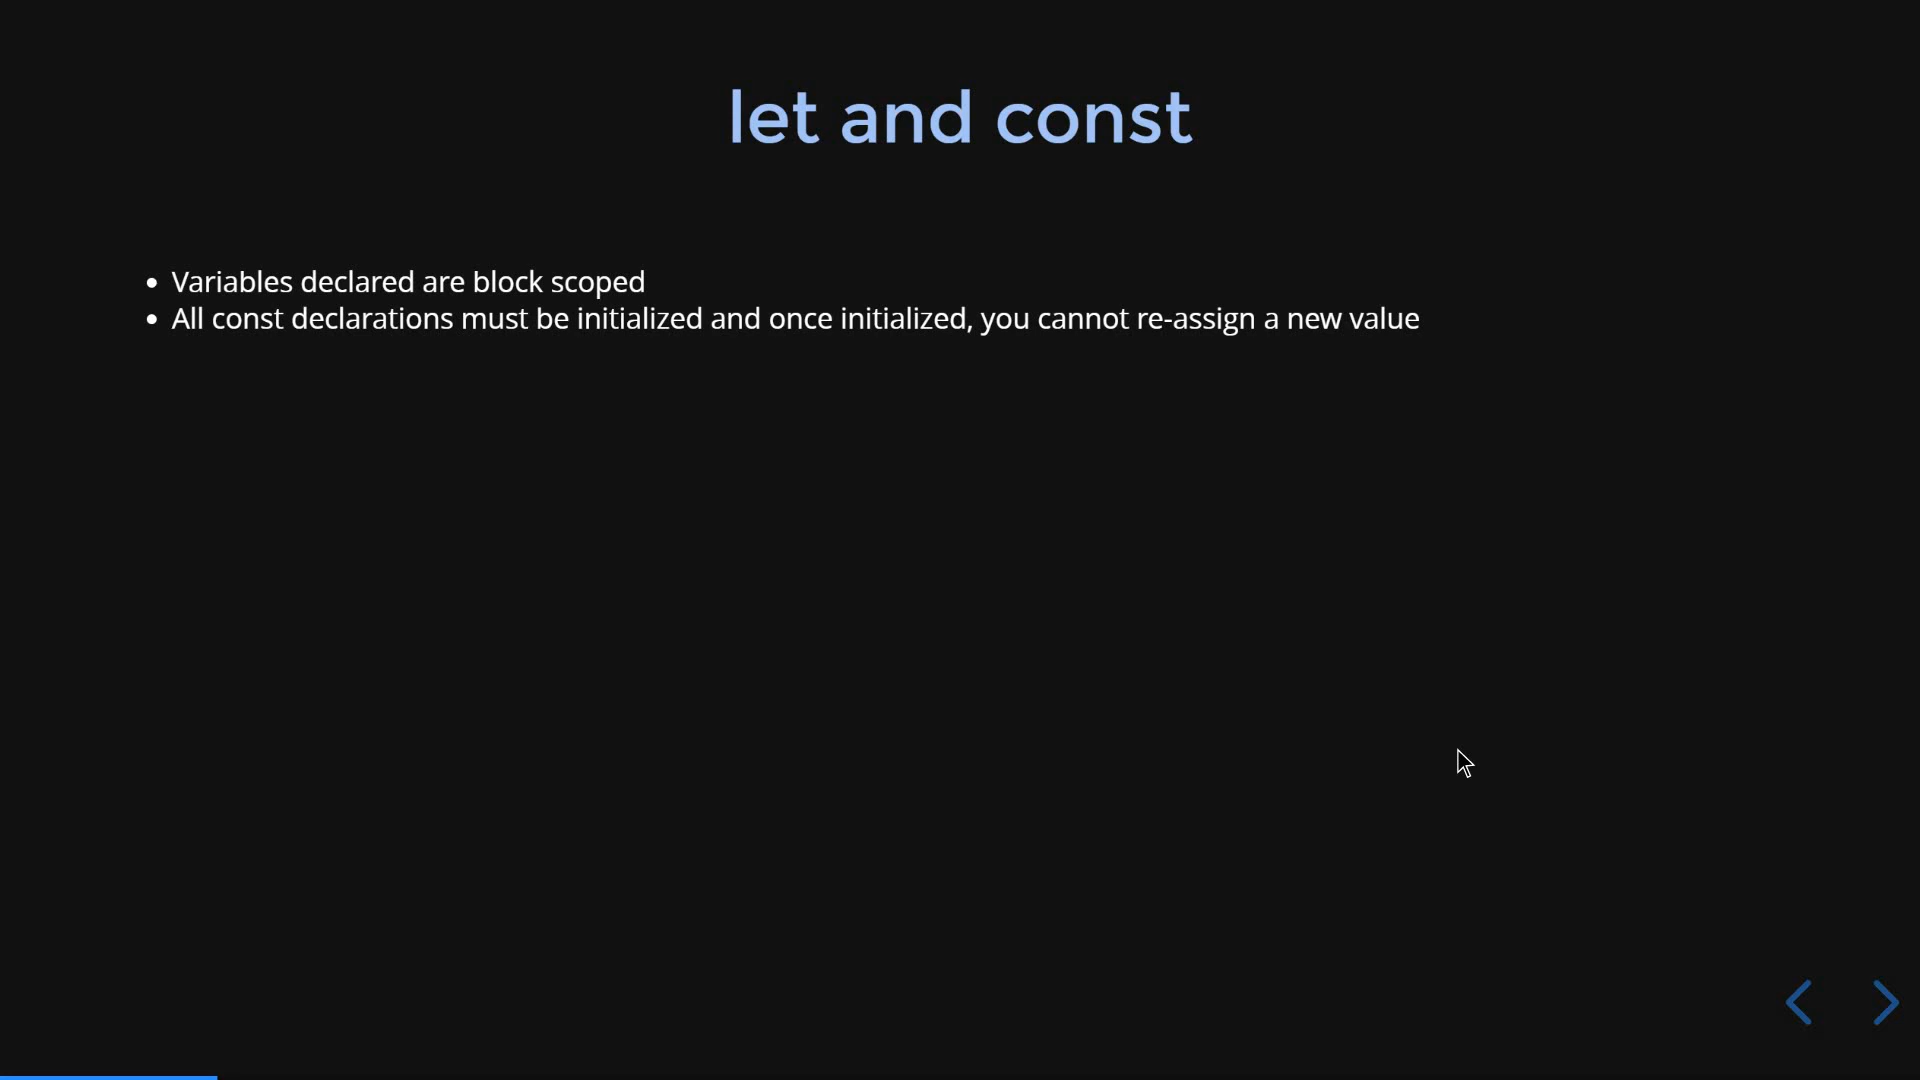 let and const
• Variables declared are block scoped
• All const declarations must be initialized and once initialized, you cannot re-assign a new value